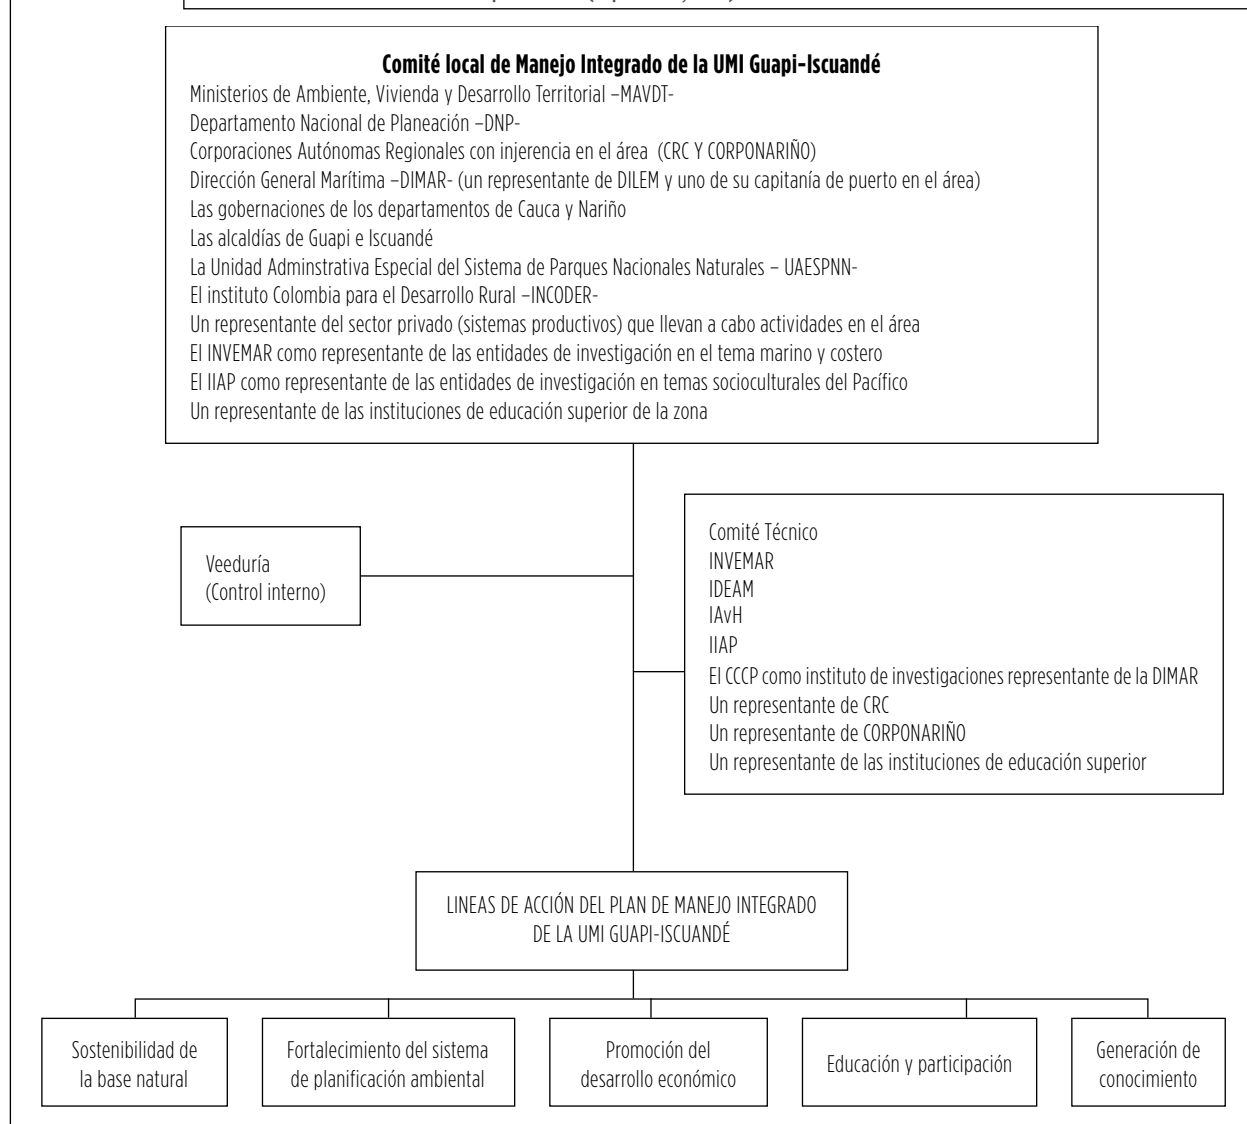 Comité local de Manejo Integrado de la UMI Guapi-Iscuandé
Ministerios de Ambiente, Vivienda y Desarrollo Territorial –MAVDT-
Departamento Nacional de Planeación –DNP-
Corporaciones Autónomas Regionales con injerencia en el área (CRC Y CORPONARIÑO)
Dirección General Marítima –DIMAR- (un representante de DILEM y uno de su capitanía de puerto en el área)
Las gobernaciones de los departamentos de Cauca y Nariño
Las alcaldías de Guapi e Iscuandé
La Unidad Adminstrativa Especial del Sistema de Parques Nacionales Naturales – UAESPNN-
El instituto Colombia para el Desarrollo Rural –INCODER-
Un representante del sector privado (sistemas productivos) que llevan a cabo actividades en el área
El INVEMAR como representante de las entidades de investigación en el tema marino y costero
El IIAP como representante de las entidades de investigación en temas socioculturales del Pacífico
Un representante de las instituciones de educación superior de la zona
Veeduría
(Control interno)
Comité Técnico
INVEMAR
IDEAM
IAvH
IIAP
El CCCP como instituto de investigaciones representante de la DIMAR
Un representante de CRC
Un representante de CORPONARIÑO
Un representante de las instituciones de educación superior
LINEAS DE ACCIÓN DEL PLAN DE MANEJO INTEGRADO
DE LA UMI GUAPI-ISCUANDÉ
Sostenibilidad de
la base natural
Fortalecimiento del sistema
de planificación ambiental
Promoción del
desarrollo económico
Educación y participación
Generación de
conocimiento